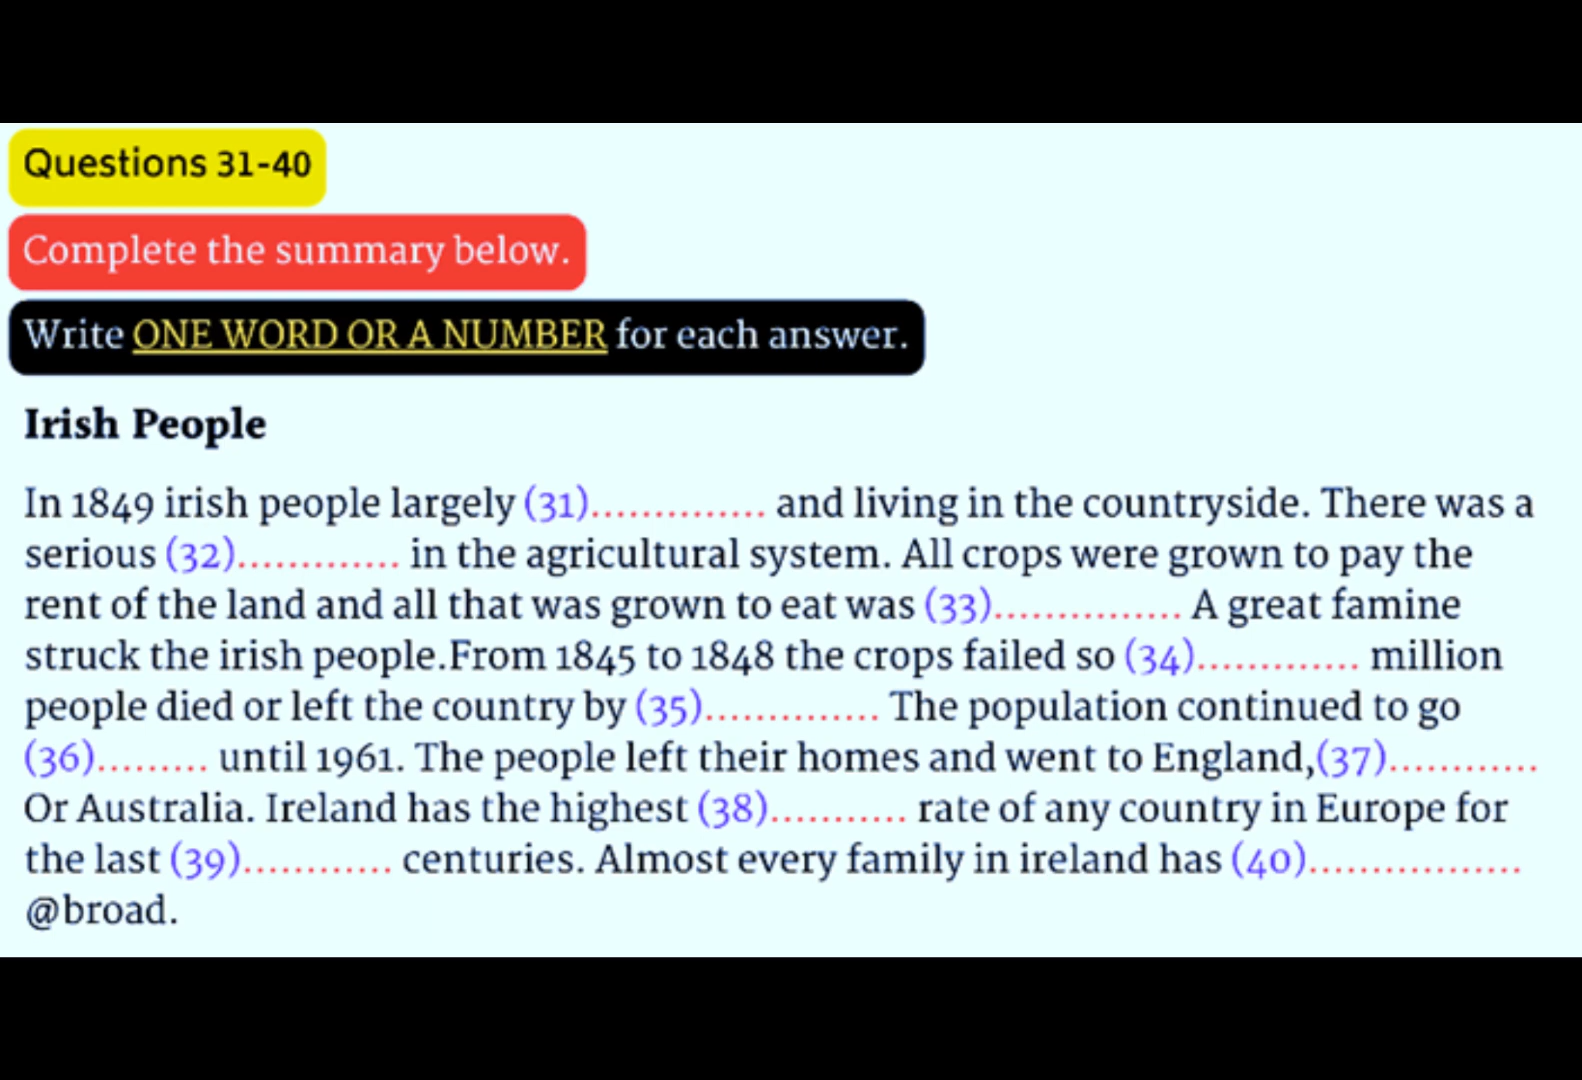 Questions 31-40
Complete the summary below.
Write ONE WORD OR A NUMBER for each answer.
Irish People
In 1849 irish people largely (31).............. and living in the countryside. There was a
serious (32)............. in the agricultural system. All crops were grown to pay the
rent of the land and all that was grown to eat was (33)............... A great famine
struck the irish people.From 1845 to 1848 the crops failed so (34)............. million
people died or left the country by (35).............. The population continued to go
(36)......... until 1961. The people left their homes and went to England,(37)............
Or Australia. Ireland has the highest (38)........... rate of any country in Europe for
the last (39)............ centuries. Almost every family in ireland has (40).................
@broad.